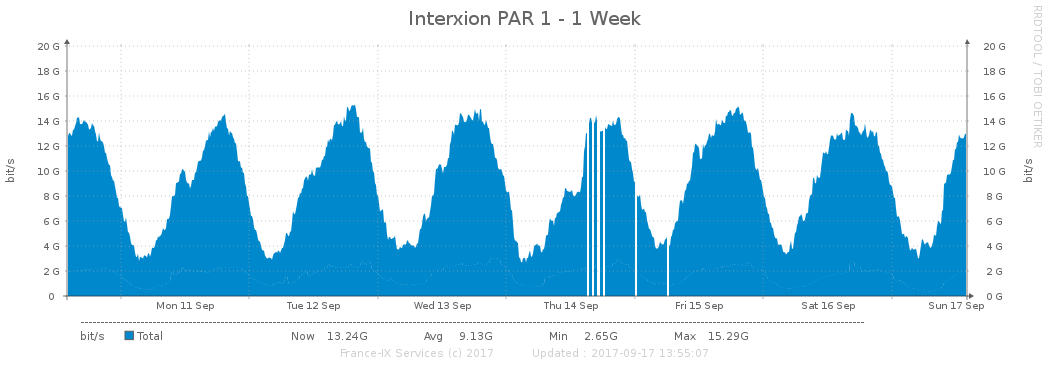 Interxion PAR 1 - 1 Week
RRDTOOL / TOBI OETIKER
20 G 20 G
18 G 18 G
16 G 16 G
14 G 14 G
12 G 12 G
10 G 10 G
8 G 8 G
6 G 6 G
4 G 4 G
2 G 2 G
0 0 G
bit/s bit/s
Mon 11 Sep Tue 12 Sep Wed 13 Sep Thu 14 Sep Fri 15 Sep Sat 16 Sep Sun 17 Sep
bit/s Total Now 13.24G Avg 9.13G Min 2.65G Max 15.29G
France-IX Services (c) 2017 Updated : 2017-09-17 13:55:07